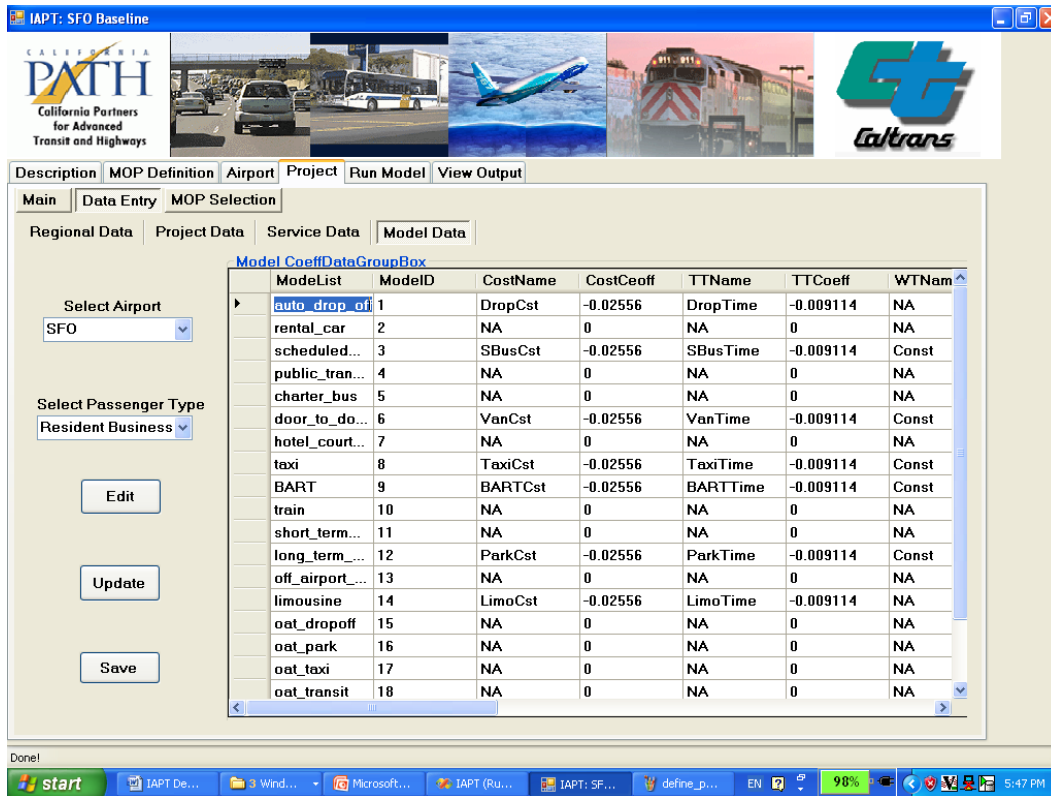 IAPT: SFO Baseline
CALIFORNIA
PATH
California Partners
for Advanced
Transit and Highways
911 911
Caltrans
Description MOP Definition Airport Project Run Model View Output
Main Data Entry MOP Selection
Regional Data Project Data Service Data Model Data
Model CoeffDataGroupBox
Select Airport
SFO
Select Passenger Type
Resident Business
Edit
Update
Save
ModeList ModeID CostName CostCeoff TTName TTCoeff WTNam
auto_drop_off 1 DropCst -0.02556 DropTime -0.009114 NA
rental_car 2 NA 0 NA 0 NA
scheduled... 3 SBusCst -0.02556 SBusTime -0.009114 Const
public_tran... 4 NA 0 NA 0 NA
charter_bus 5 NA 0 NA 0 NA
door_to_do... 6 VanCst -0.02556 VanTime -0.009114 Const
hotel_court... 7 NA 0 NA 0 NA
taxi 8 TaxiCst -0.02556 TaxiTime -0.009114 Const
BART 9 BARTCst -0.02556 BARTTime -0.009114 Const
train 10 NA 0 NA 0 NA
short_term... 11 NA 0 NA 0 NA
long_term_... 12 ParkCst -0.02556 ParkTime -0.009114 Const
off_airport_... 13 NA 0 NA 0 NA
limousine 14 LimoCst -0.02556 LimoTime -0.009114 NA
oat_dropoff 15 NA 0 NA 0 NA
oat_park 16 NA 0 NA 0 NA
oat_taxi 17 NA 0 NA 0 NA
oat_transit 18 NA 0 NA 0 NA
Done!
start IAPT De... 3 Wind... Microsoft... IAPT (Ru... IAPT: SF... define_p... EN 98% 5:47 PM